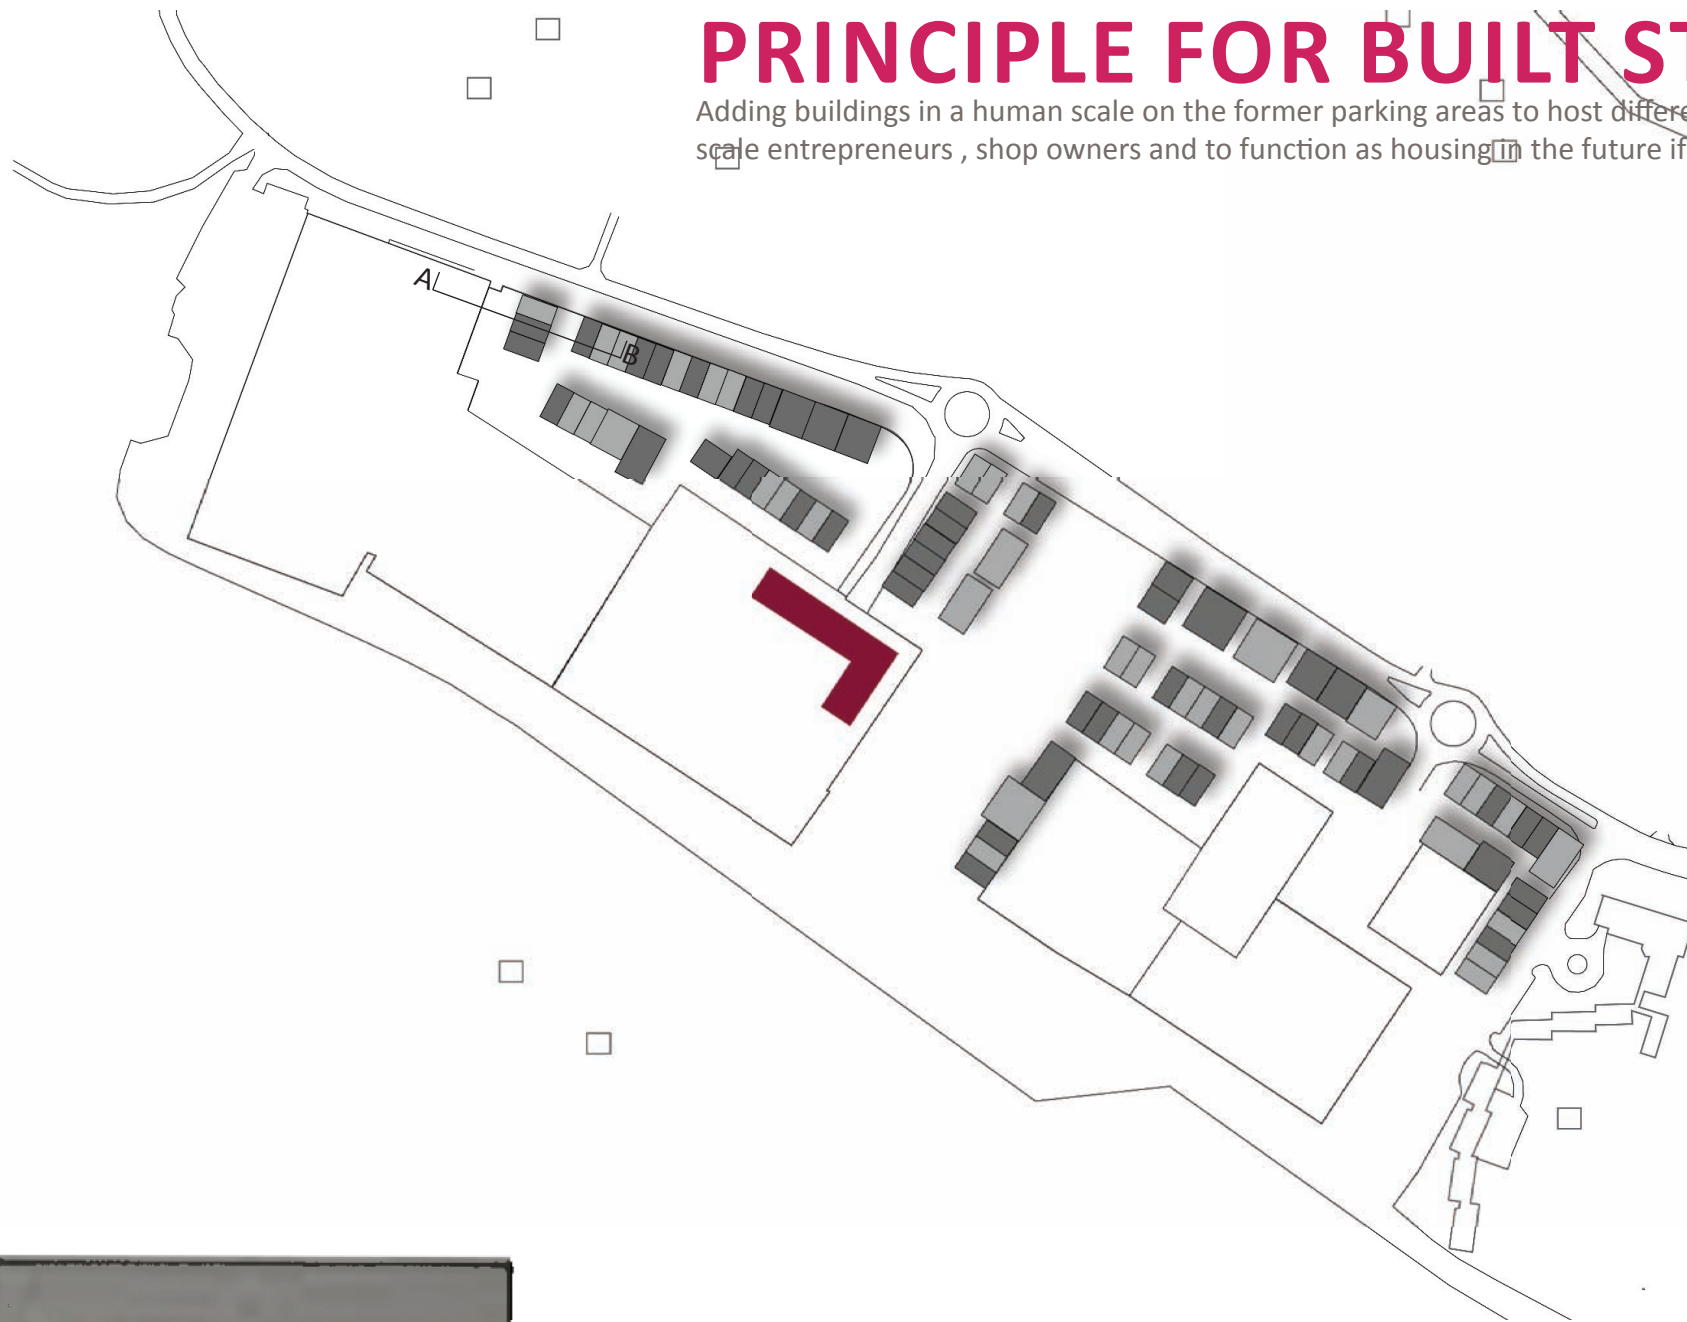 PRINCIPLE FOR BUILT ST
Adding buildings in a human scale on the former parking areas to host differe
scale entrepreneurs , shop owners and to function as housing in the future if
A
B